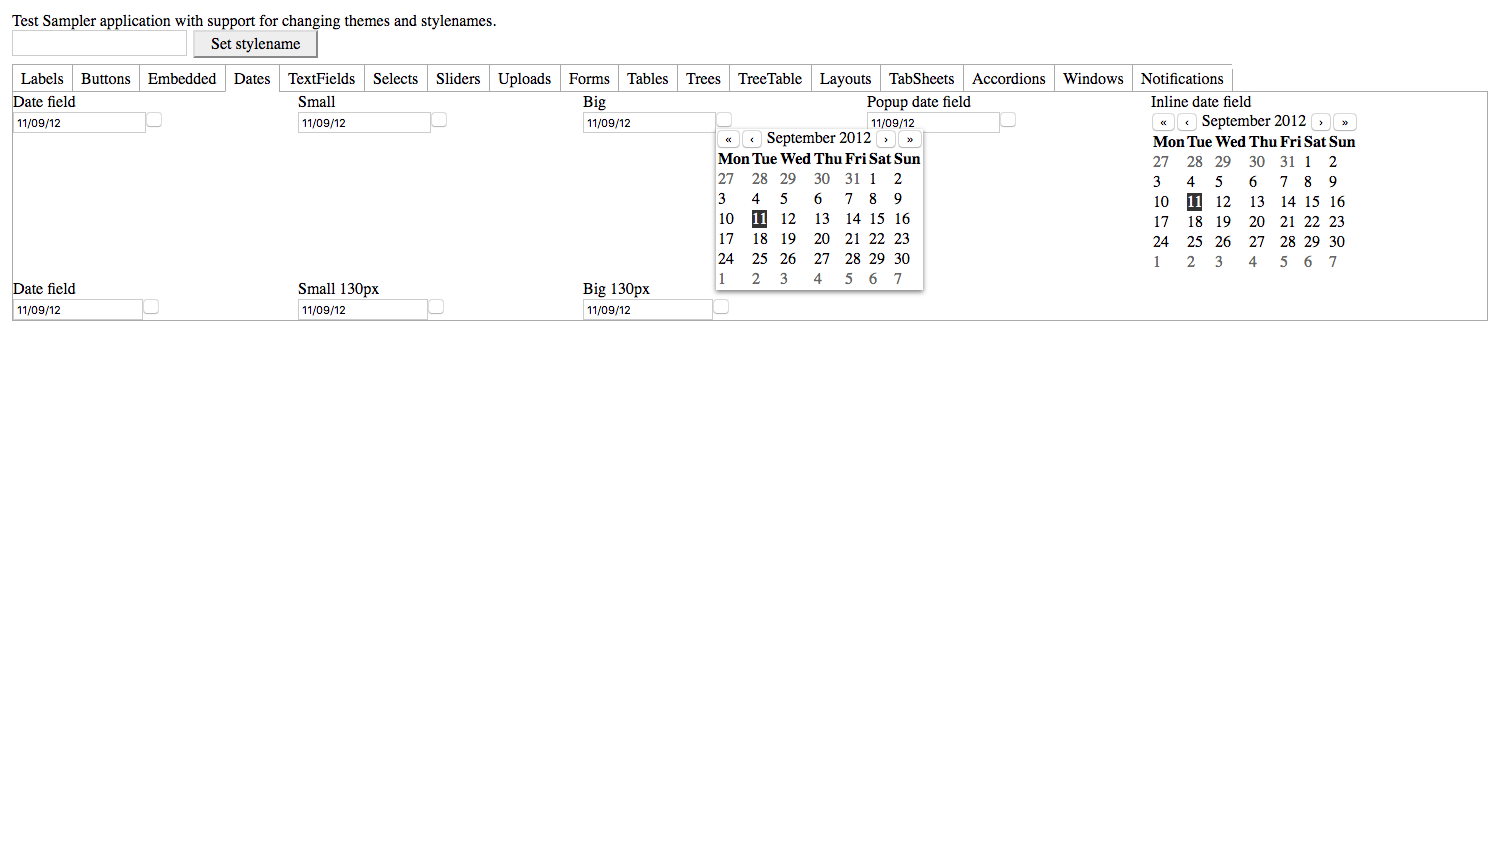 Test Sampler application with support for changing themes and stylenames.
Set stylename
Labels Buttons Embedded Dates TextFields Selects Sliders Uploads Forms Tables Trees TreeTable Layouts TabSheets Accordions Windows Notifications
Date field Small Big Popup date field Inline date field
11/09/12 11/09/12 11/09/12 11/09/12
« ‹ September 2012 › »
Mon Tue Wed Thu Fri Sat Sun
27 28 29 30 31 1 2
3 4 5 6 7 8 9
10 11 12 13 14 15 16
17 18 19 20 21 22 23
24 25 26 27 28 29 30
1 2 3 4 5 6 7
« ‹ September 2012 › »
Mon Tue Wed Thu Fri Sat Sun
27 28 29 30 31 1 2
3 4 5 6 7 8 9
10 11 12 13 14 15 16
17 18 19 20 21 22 23
24 25 26 27 28 29 30
1 2 3 4 5 6 7
Date field Small 130px Big 130px
11/09/12 11/09/12 11/09/12